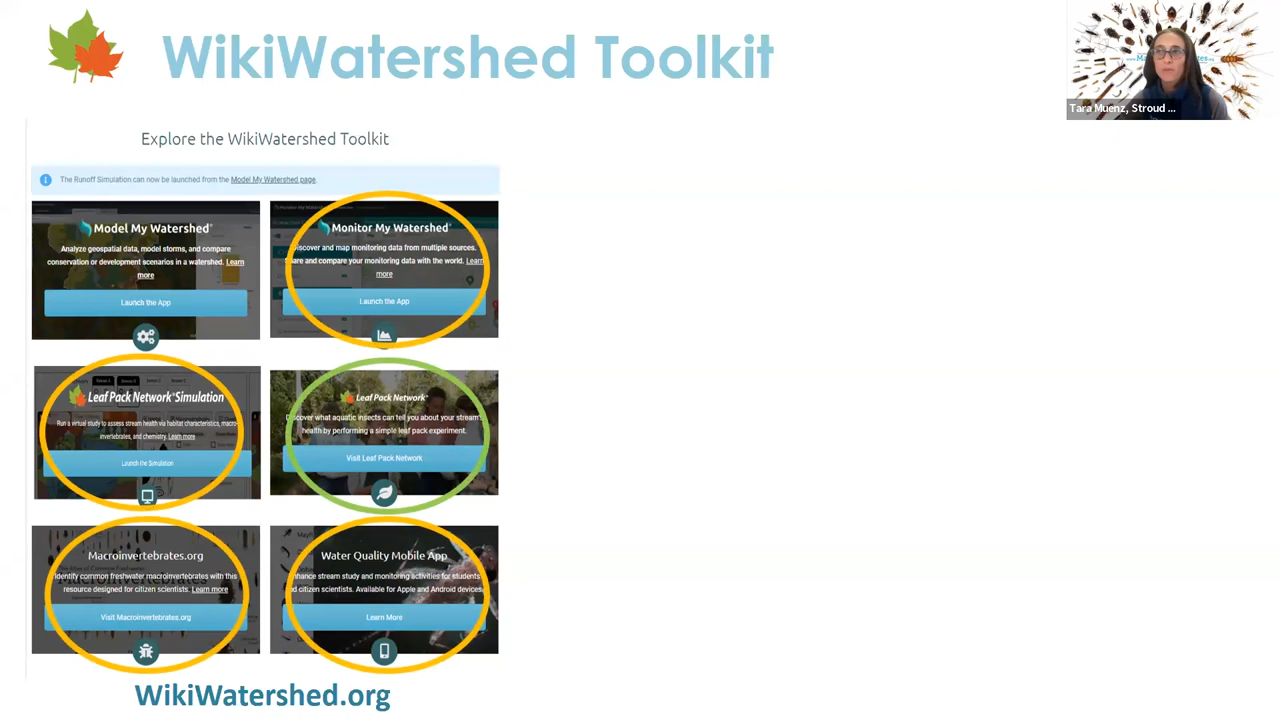 WikiWatershed Toolkit
Tara Muenz, Stroud ...
Explore the WikiWatershed Toolkit
The Runoff Simulation can now be launched from the Model My Watershed page.
Model My Watershed®
Analyze geospatial data, model storms, and compare
conservation or development scenarios in a watershed. Learn
more
Launch the App
Monitor My Watershed®
Discover and map monitoring data from multiple sources.
Share and compare your monitoring data with the world. Learn
more
Launch the App
Leaf Pack Network® Simulation
Run a virtual study to assess stream health via habitat characteristics, macro-
invertebrates, and chemistry. Learn more
Launch the Simulation
Leaf Pack Network®
Discover what aquatic insects can tell you about your stream's
health by performing a simple leaf pack experiment.
Visit Leaf Pack Network
Macroinvertebrates.org
Identify common freshwater macroinvertebrates with this
resource designed for citizen scientists. Learn more
Visit Macroinvertebrates.org
Water Quality Mobile App
Enhance stream study and monitoring activities for students
and citizen scientists. Available for Apple and Android devices.
Learn More
WikiWatershed.org